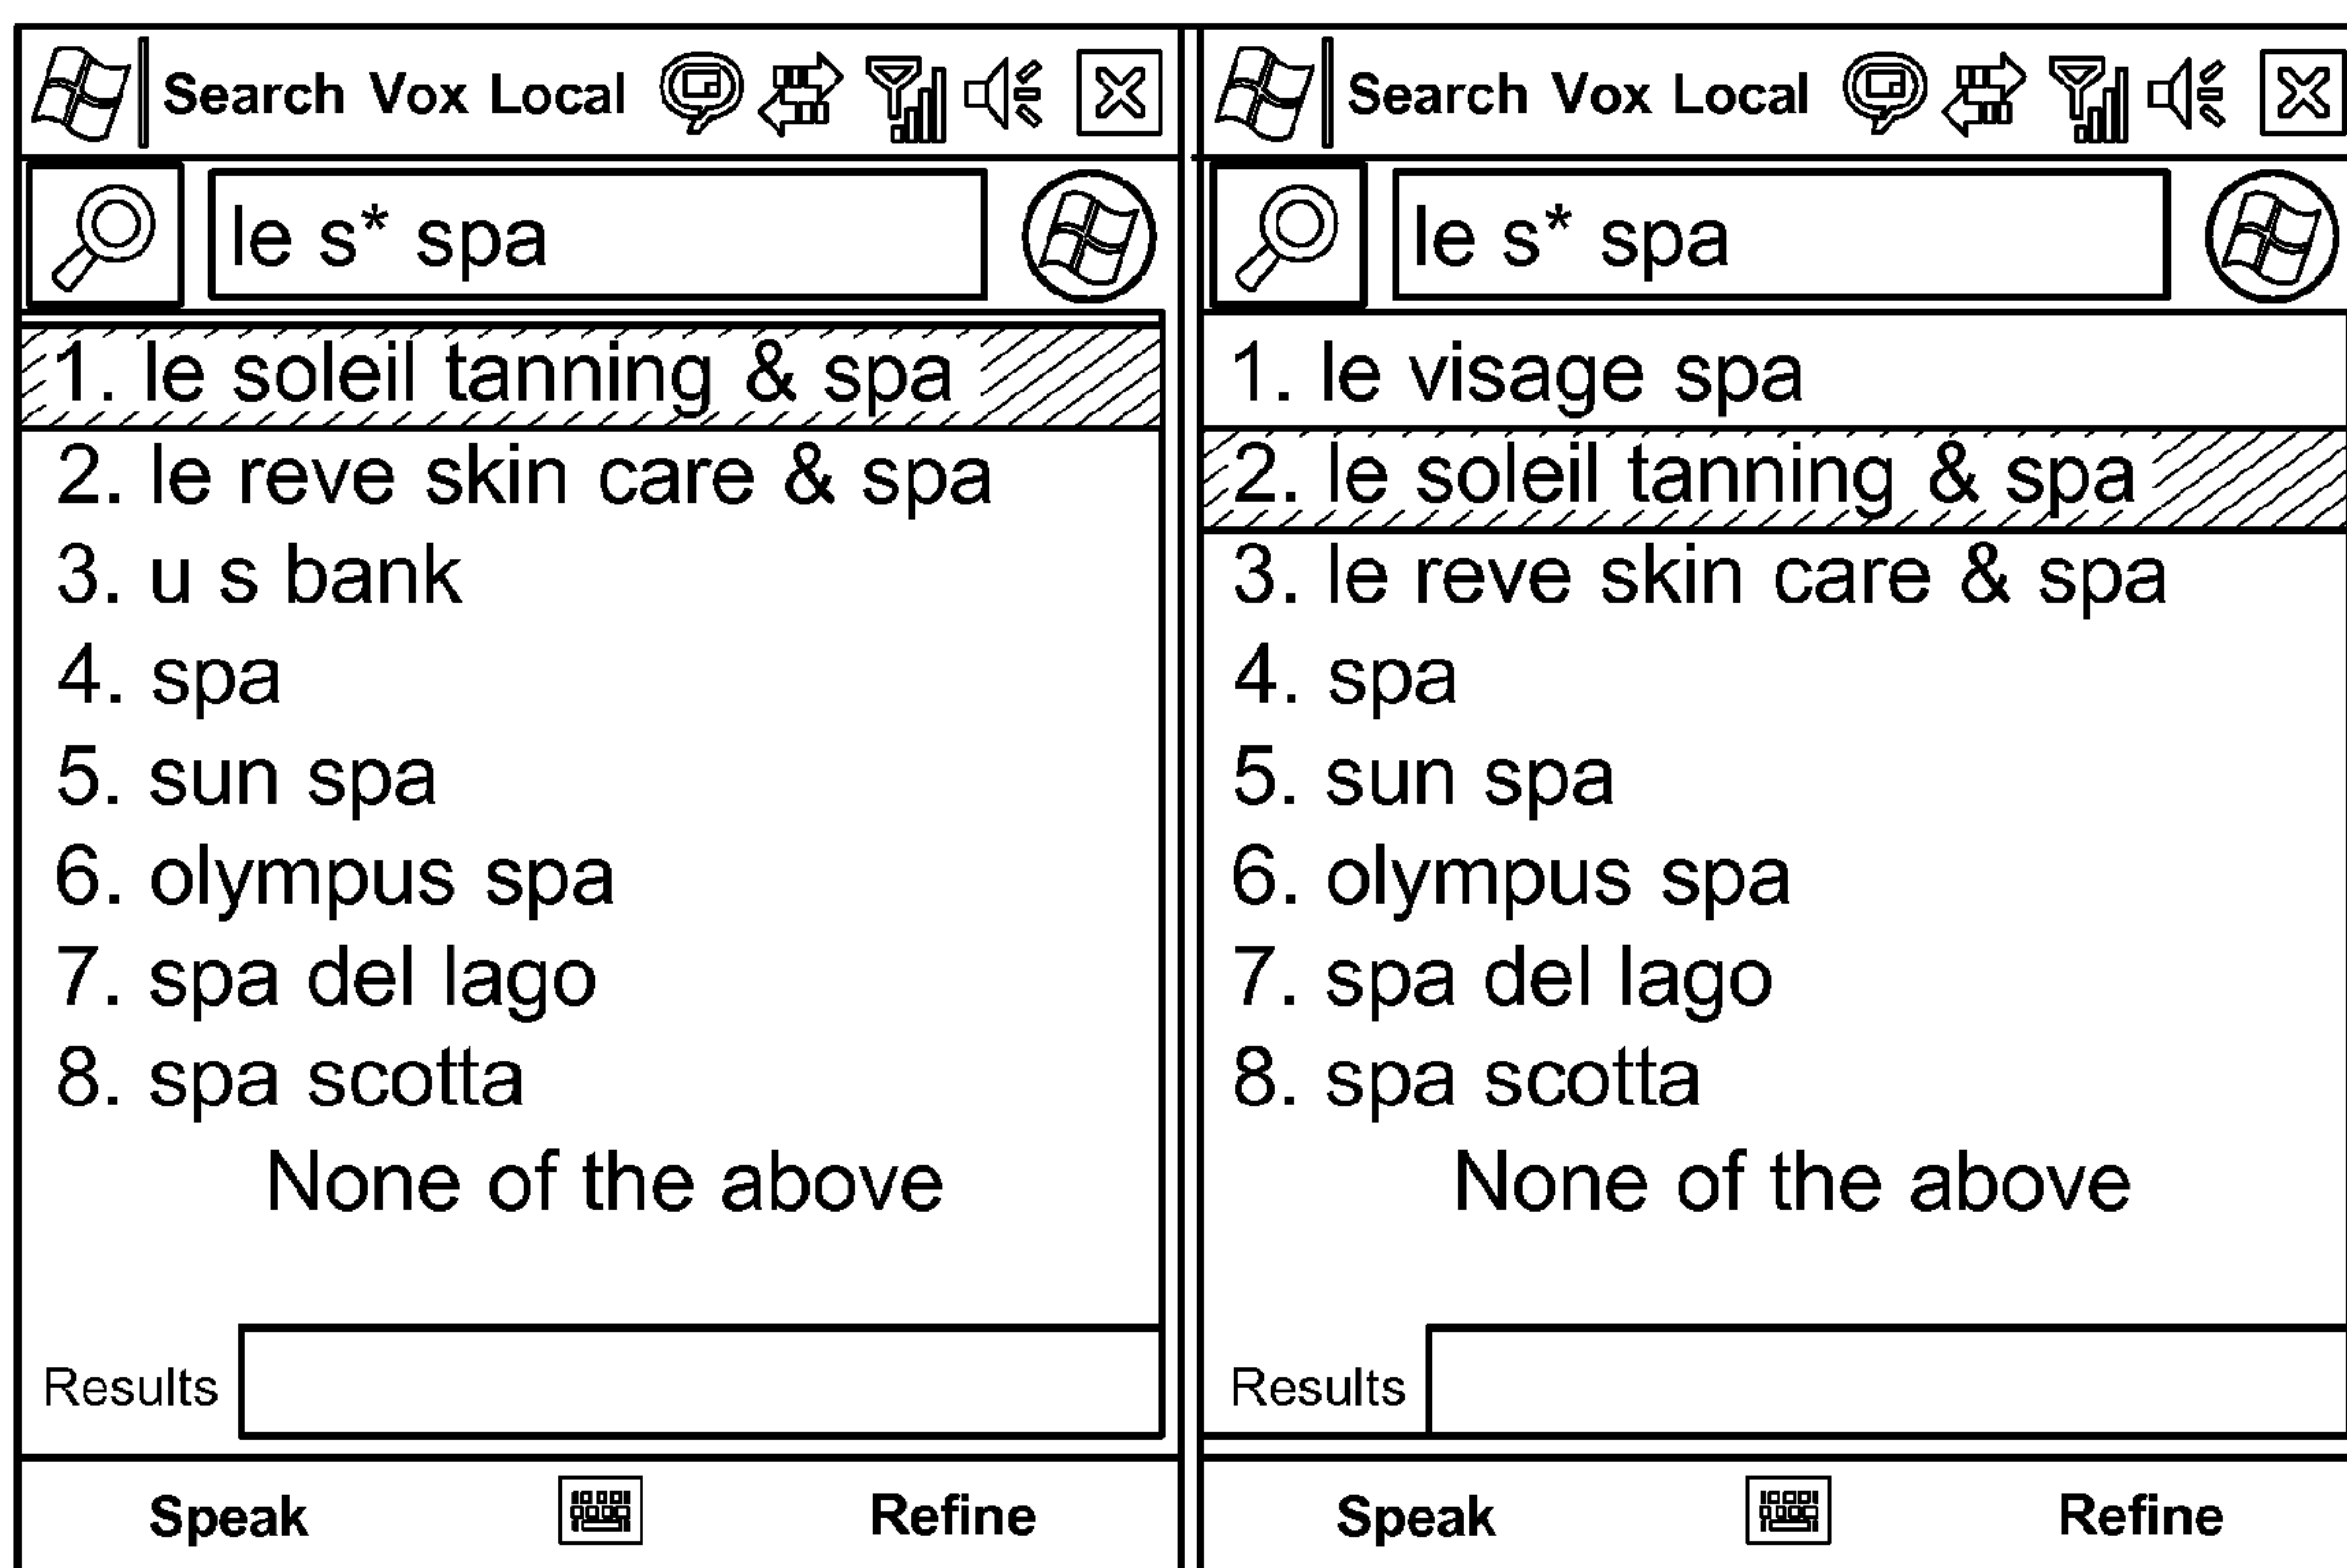 Search Vox Local
le s* spa
1. le soleil tanning & spa
2. le reve skin care & spa
3. u s bank
4. spa
5. sun spa
6. olympus spa
7. spa del lago
8. spa scotta
None of the above
Results
Speak Refine
Search Vox Local
le s* spa
1. le visage spa
2. le soleil tanning & spa
3. le reve skin care & spa
4. spa
5. sun spa
6. olympus spa
7. spa del lago
8. spa scotta
None of the above
Results
Speak Refine